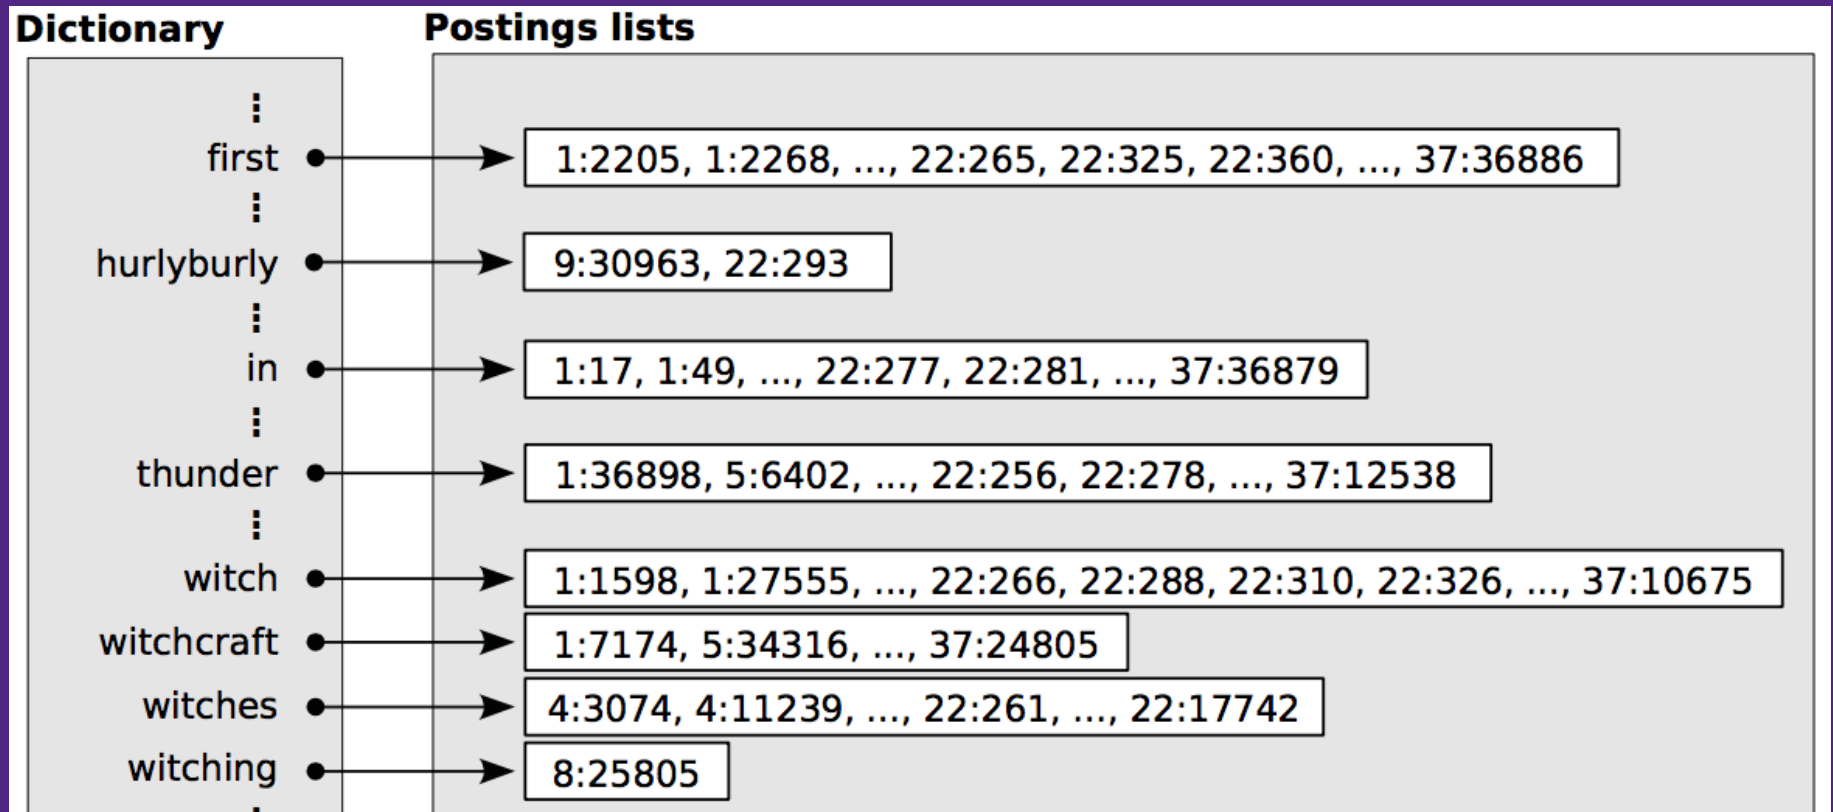 Dictionary Postings lists
⋮
first 1:2205, 1:2268, ..., 22:265, 22:325, 22:360, ..., 37:36886
⋮
hurlyburly 9:30963, 22:293
⋮
in 1:17, 1:49, ..., 22:277, 22:281, ..., 37:36879
⋮
thunder 1:36898, 5:6402, ..., 22:256, 22:278, ..., 37:12538
⋮
witch 1:1598, 1:27555, ..., 22:266, 22:288, 22:310, 22:326, ..., 37:10675
witchcraft 1:7174, 5:34316, ..., 37:24805
witches 4:3074, 4:11239, ..., 22:261, ..., 22:17742
witching 8:25805